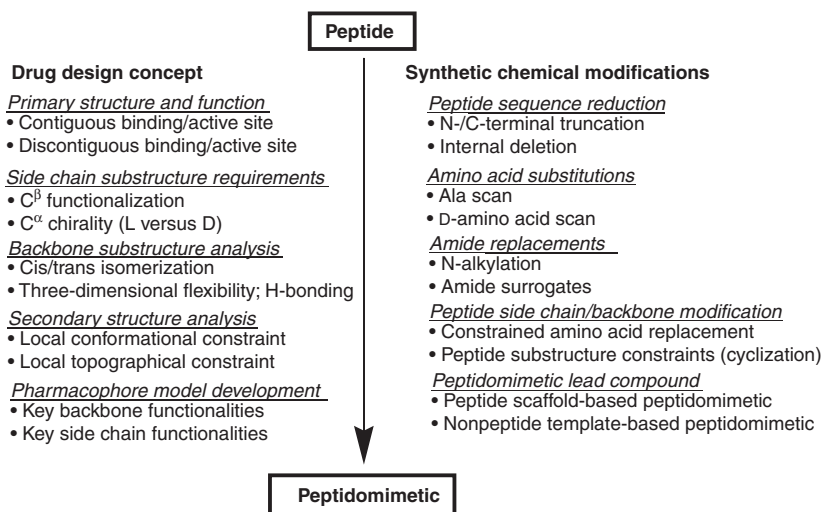 Peptide
Drug design concept
Primary structure and function
• Contiguous binding/active site
• Discontiguous binding/active site
Side chain substructure requirements
• Cβ functionalization
• Cα chirality (L versus D)
Backbone substructure analysis
• Cis/trans isomerization
• Three-dimensional flexibility; H-bonding
Secondary structure analysis
• Local conformational constraint
• Local topographical constraint
Pharmacophore model development
• Key backbone functionalities
• Key side chain functionalities
Synthetic chemical modifications
Peptide sequence reduction
• N-/C-terminal truncation
• Internal deletion
Amino acid substitutions
• Ala scan
• D-amino acid scan
Amide replacements
• N-alkylation
• Amide surrogates
Peptide side chain/backbone modification
• Constrained amino acid replacement
• Peptide substructure constraints (cyclization)
Peptidomimetic lead compound
• Peptide scaffold-based peptidomimetic
• Nonpeptide template-based peptidomimetic
Peptidomimetic